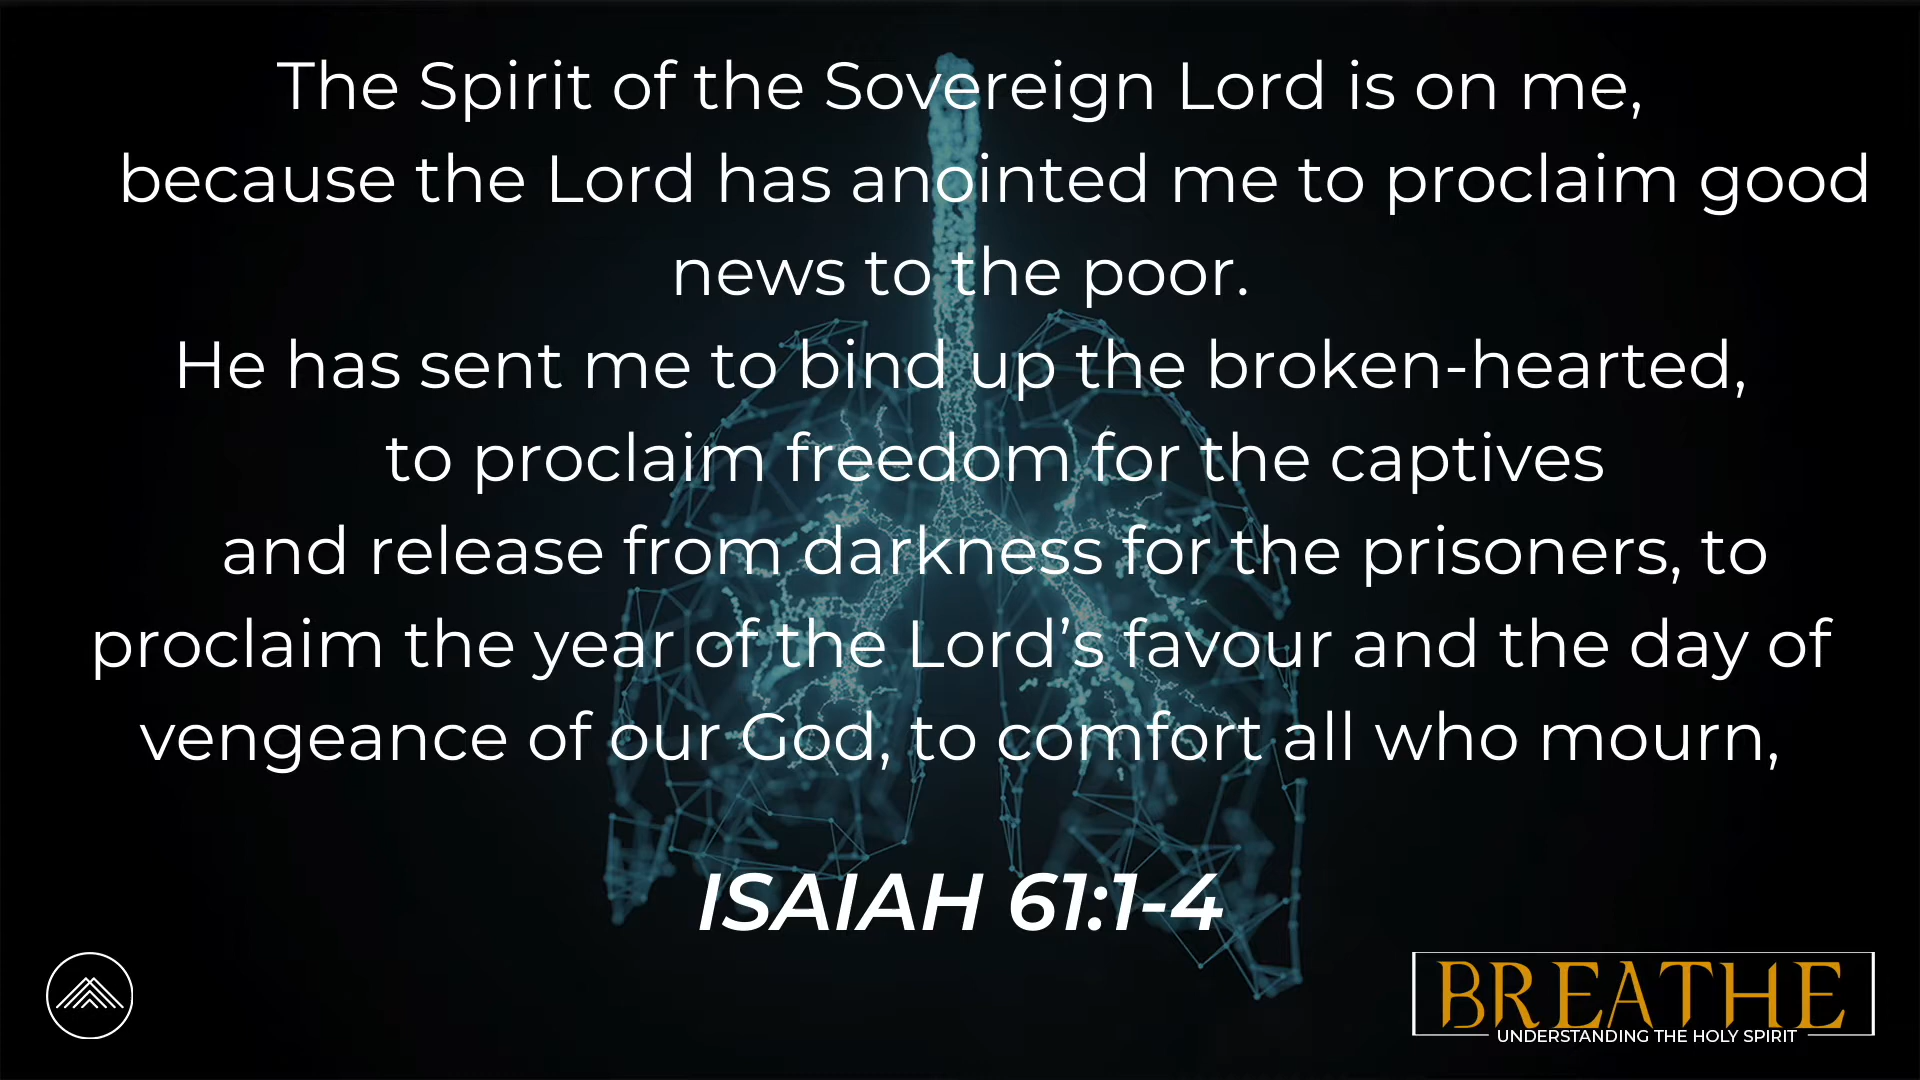 The Spirit of the Sovereign Lord is on me,
because the Lord has anointed me to proclaim good
news to the poor.
He has sent me to bind up the broken-hearted,
to proclaim freedom for the captives
and release from darkness for the prisoners, to
proclaim the year of the Lord’s favour and the day of
vengeance of our God, to comfort all who mourn,
ISAIAH 61:1-4
BREATHE
UNDERSTANDING THE HOLY SPIRIT